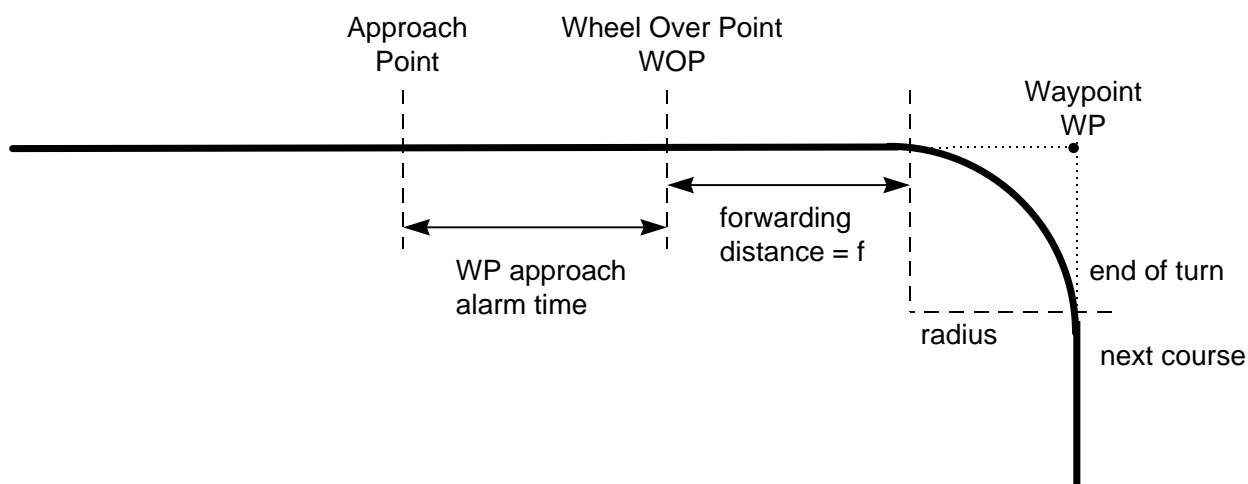 Approach
Point
Wheel Over Point
WOP
Waypoint
WP
forwarding
distance = f
WP approach
alarm time
end of turn
radius
next course